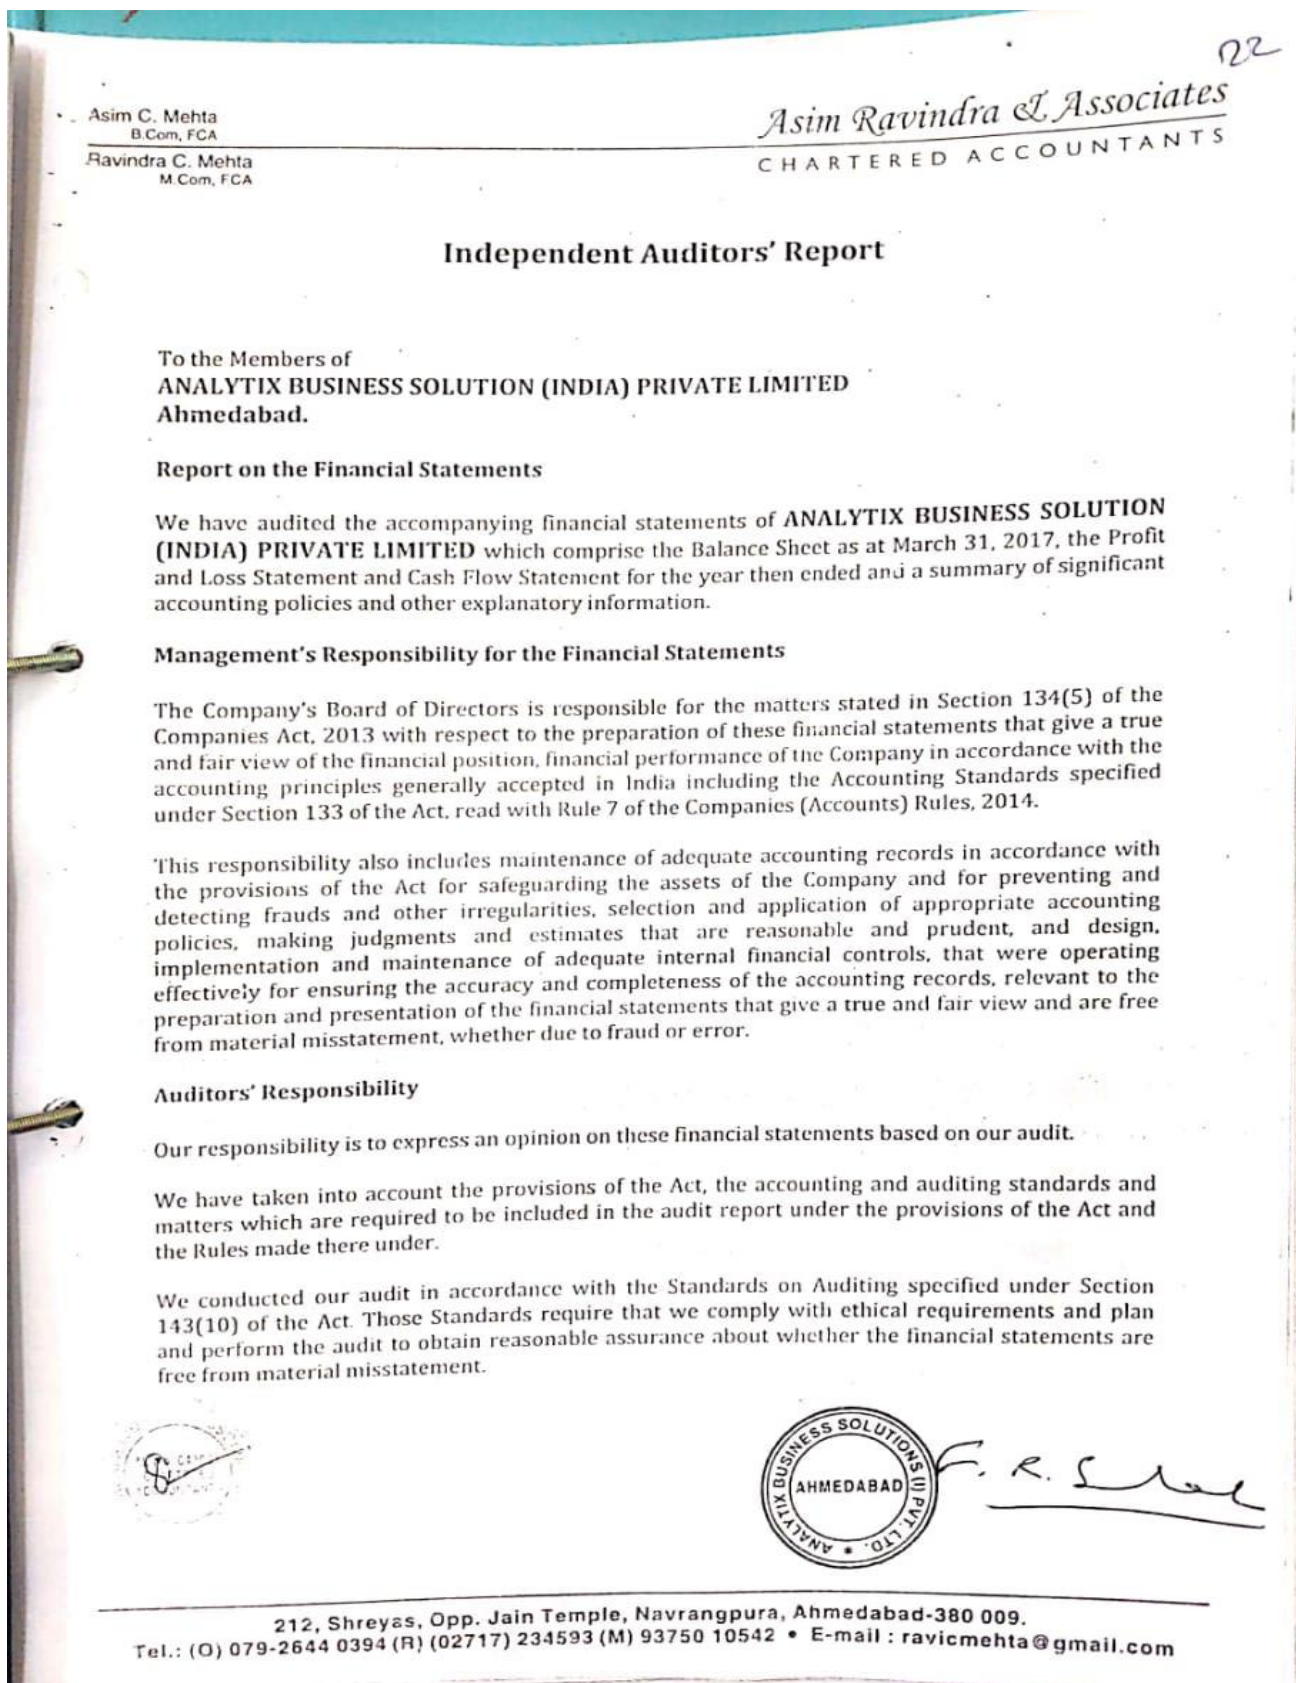 122
Asim C. Mehta
B.Com, FCA
Ravindra C. Mehta
M.Com, FCA
Asim Ravindra & Associates
CHARTERED ACCOUNTANTS
Independent Auditors' Report
To the Members of
ANALYTIX BUSINESS SOLUTION (INDIA) PRIVATE LIMITED
Ahmedabad.
Report on the Financial Statements
We have audited the accompanying financial statements of ANALYTIX BUSINESS SOLUTION
(INDIA) PRIVATE LIMITED which comprise the Balance Sheet as at March 31, 2017, the Profit
and Loss Statement and Cash Flow Statement for the year then ended and a summary of significant
accounting policies and other explanatory information.
Management's Responsibility for the Financial Statements
The Company's Board of Directors is responsible for the matters stated in Section 134(5) of the
Companies Act, 2013 with respect to the preparation of these financial statements that give a true
and fair view of the financial position, financial performance of the Company in accordance with the
accounting principles generally accepted in India including the Accounting Standards specified
under Section 133 of the Act, read with Rule 7 of the Companies (Accounts) Rules, 2014.
This responsibility also includes maintenance of adequate accounting records in accordance with
the provisions of the Act for safeguarding the assets of the Company and for preventing and
detecting frauds and other irregularities, selection and application of appropriate accounting
policies, making judgments and estimates that are reasonable and prudent, and design,
implementation and maintenance of adequate internal financial controls, that were operating
effectively for ensuring the accuracy and completeness of the accounting records, relevant to the
preparation and presentation of the financial statements that give a true and fair view and are free
from material misstatement, whether due to fraud or error.
Auditors' Responsibility
Our responsibility is to express an opinion on these financial statements based on our audit.
We have taken into account the provisions of the Act, the accounting and auditing standards and
matters which are required to be included in the audit report under the provisions of the Act and
the Rules made there under.
We conducted our audit in accordance with the Standards on Auditing specified under Section
143(10) of the Act. Those Standards require that we comply with ethical requirements and plan
and perform the audit to obtain reasonable assurance about whether the financial statements are
free from material misstatement.
ANALYTIX BUSINESS SOLUTIONS (I) PVT. LTD. *
AHMEDABAD
F. R.
212, Shreyas, Opp. Jain Temple, Navrangpura, Ahmedabad-380 009.
Tel.: (O) 079-2644 0394 (R) (02717) 234593 (M) 93750 10542 • E-mail : ravicmehta@gmail.com